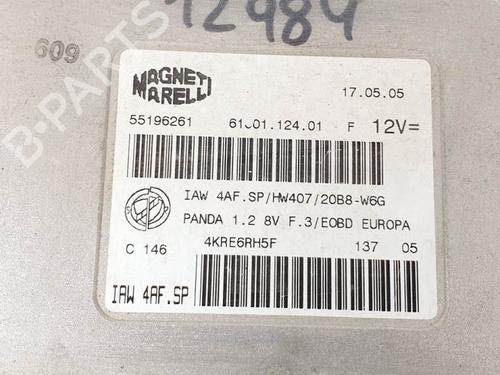 12484
609
MAGNETI MARELLI
17.05.05
55196261 61601.124.01 F 12V=
IAW 4AF.SP/HW407/20B8-W6G
PANDA 1.2 8V F.3/EOBD EUROPA
C 146 4KRE6RH5F 137 05
IAW 4AF.SP
B-PARTS